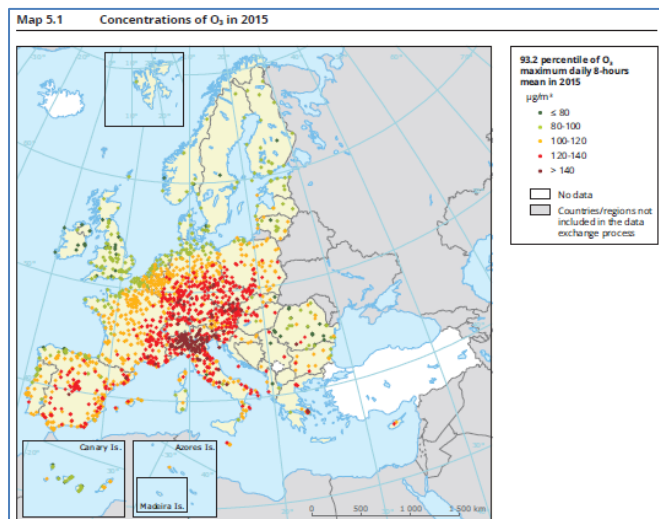 Map 5.1 Concentrations of O₃ in 2015
93.2 percentile of O₃
maximum daily 8-hours
mean in 2015
µg/m³
≤ 80
80-100
100-120
120-140
> 140
No data
Countries/regions not
included in the data
exchange process
Canary Is.
Azores Is.
Madeira Is.
0 500 1 000 1 500 km